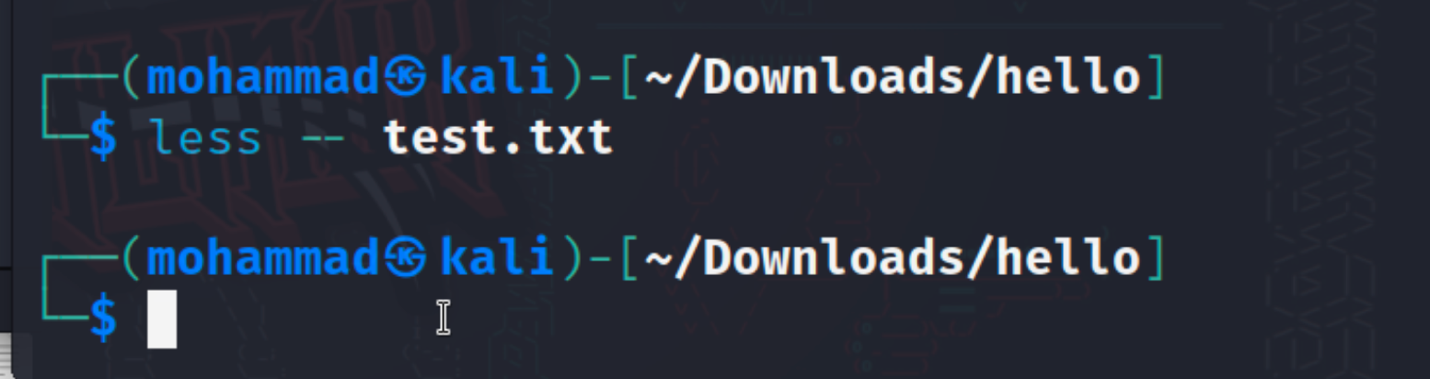 ┌──(mohammad㉿kali)-[~/Downloads/hello]
└─$ less -- test.txt
┌──(mohammad㉿kali)-[~/Downloads/hello]
└─$